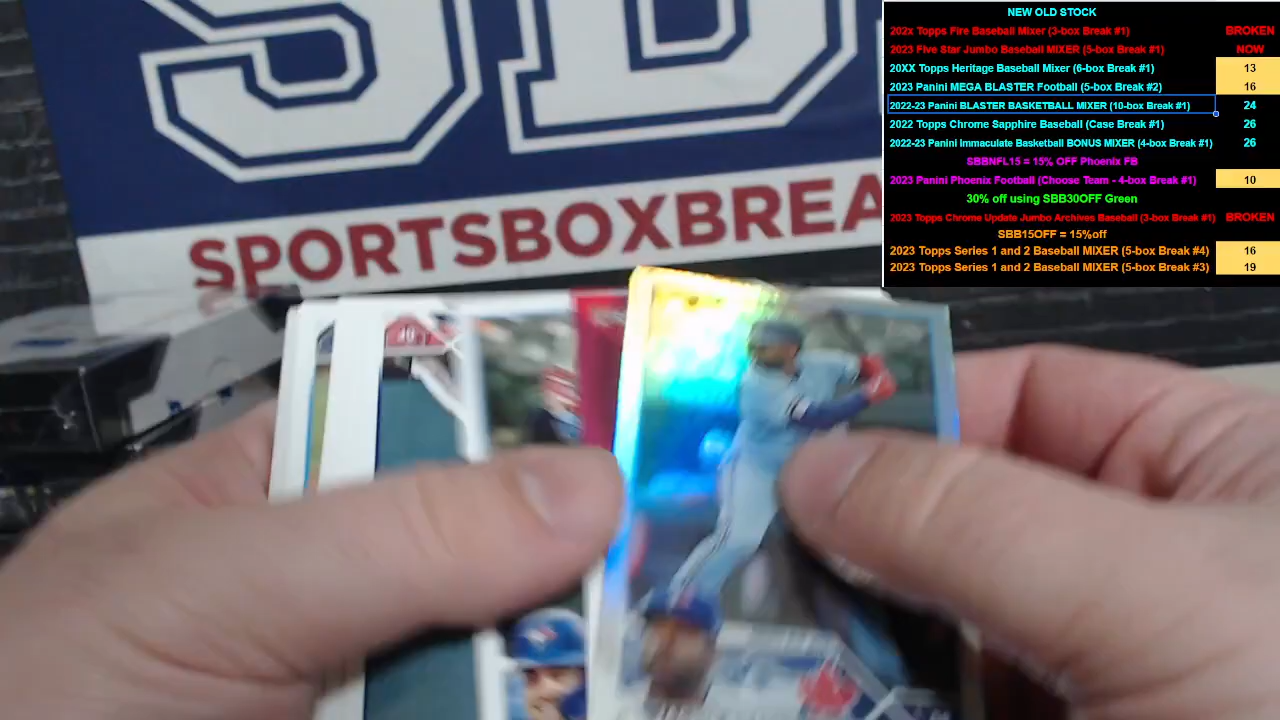 NEW OLD STOCK
202x Topps Fire Baseball Mixer (3-box Break #1) BROKEN
2023 Five Star Jumbo Baseball MIXER (5-box Break #1) NOW
20XX Topps Heritage Baseball Mixer (6-box Break #1) 13
2023 Panini MEGA BLASTER Football (5-box Break #2) 16
2022-23 Panini BLASTER BASKETBALL MIXER (10-box Break #1) 24
2022 Topps Chrome Sapphire Baseball (Case Break #1) 26
2022-23 Panini Immaculate Basketball BONUS MIXER (4-box Break #1) 26
SBBNFL15 = 15% OFF Phoenix FB
2023 Panini Phoenix Football (Choose Team - 4-box Break #1) 10
30% off using SBB30OFF Green
2023 Topps Chrome Update Jumbo Archives Baseball (3-box Break #1) BROKEN
SBB15OFF = 15%off
2023 Topps Series 1 and 2 Baseball MIXER (5-box Break #4) 16
2023 Topps Series 1 and 2 Baseball MIXER (5-box Break #3) 19
SPORTSBOXBREA